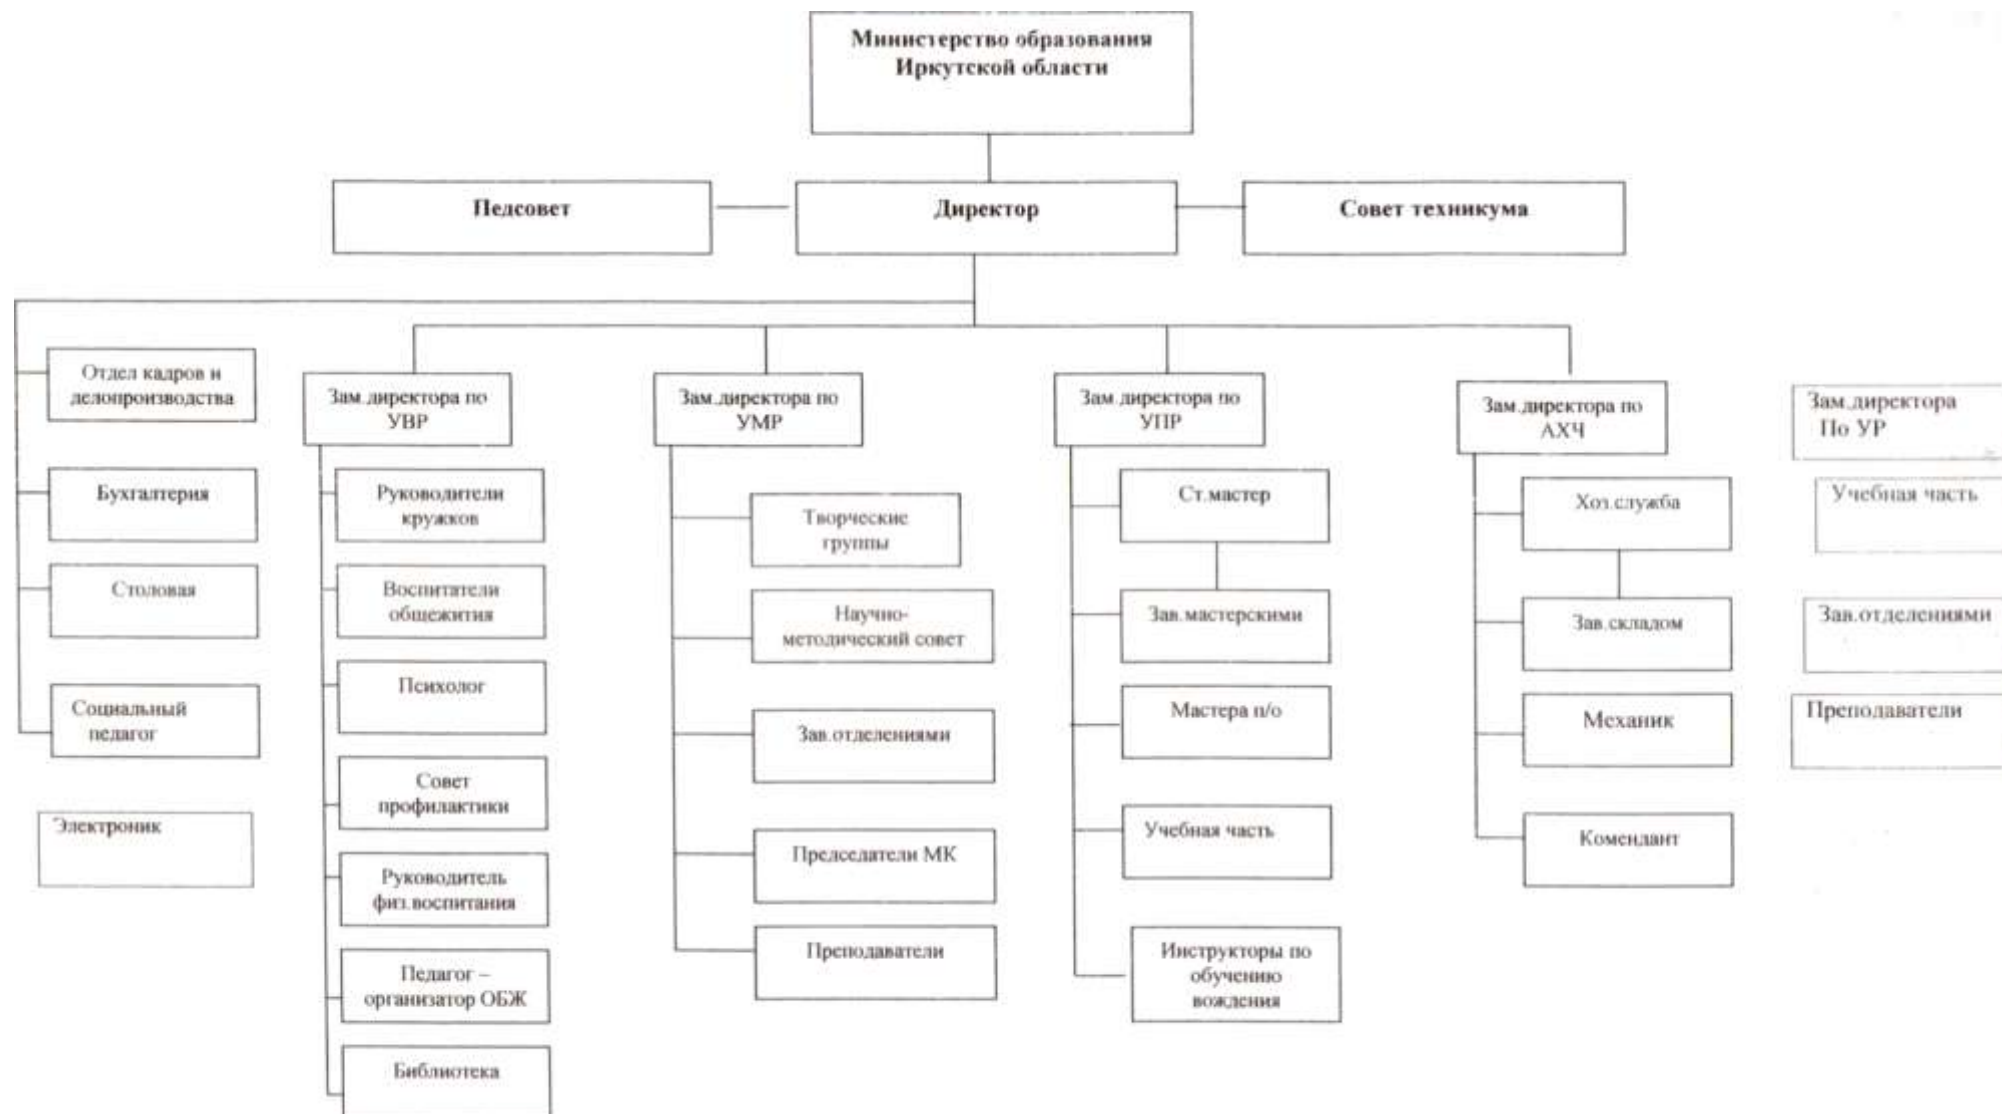 Министерство образования
Иркутской области
Педсовет
Директор
Совет техникума
Отдел кадров и
делопроизводства
Бухгалтерия
Столовая
Социальный
педагог
Электроник
Зам.директора по
УВР
Руководители
кружков
Воспитатели
общежития
Психолог
Совет
профилактики
Руководитель
физ.воспитания
Педагог –
организатор ОБЖ
Библиотека
Зам.директора по
УМР
Творческие
группы
Научно-
методический совет
Зав.отделениями
Председатели МК
Преподаватели
Зам.директора по
УПР
Ст.мастер
Зав.мастерскими
Мастера п/о
Учебная часть
Инструкторы по
обучению
вождения
Зам.директора по
АХЧ
Хоз.служба
Зав.складом
Механик
Комендант
Зам.директора
По УР
Учебная часть
Зав.отделениями
Преподаватели